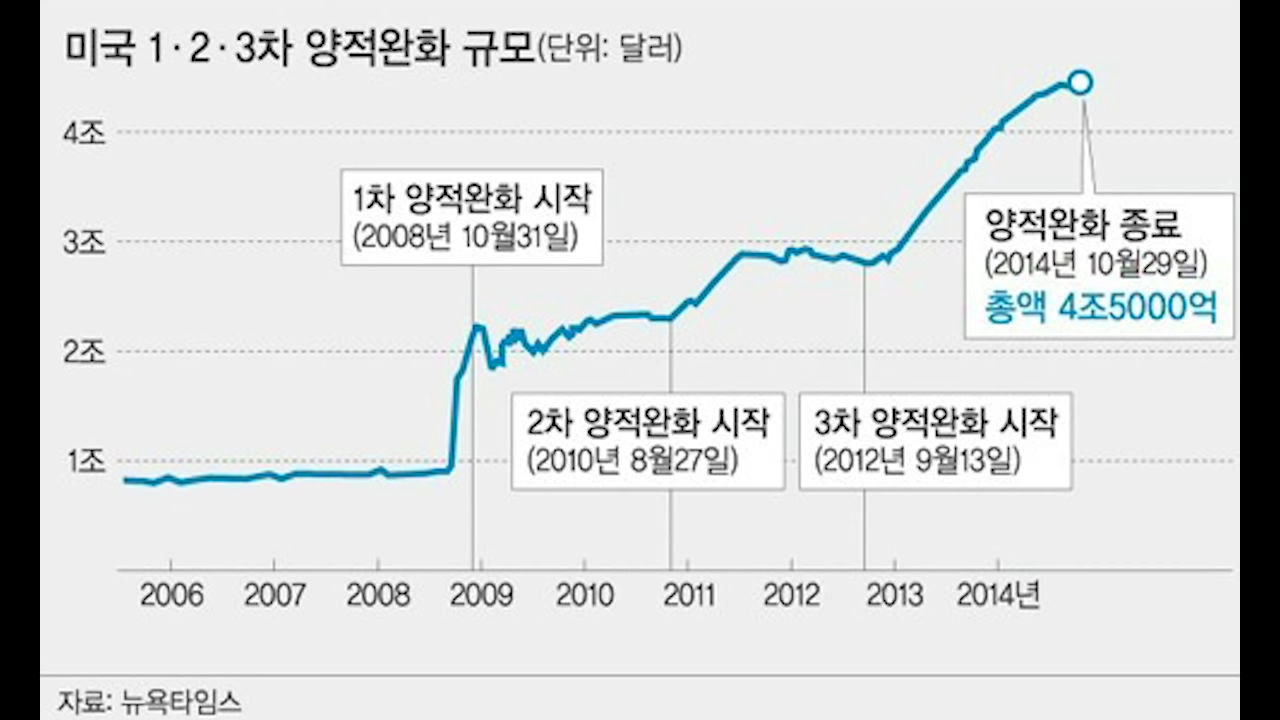 미국 1·2·3차 양적완화 규모(단위: 달러)
4조
3조
2조
1조
1차 양적완화 시작
(2008년 10월31일)
2차 양적완화 시작
(2010년 8월27일)
3차 양적완화 시작
(2012년 9월13일)
양적완화 종료
(2014년 10월29일)
총액 4조5000억
2006 2007 2008 2009 2010 2011 2012 2013 2014년
자료: 뉴욕타임스